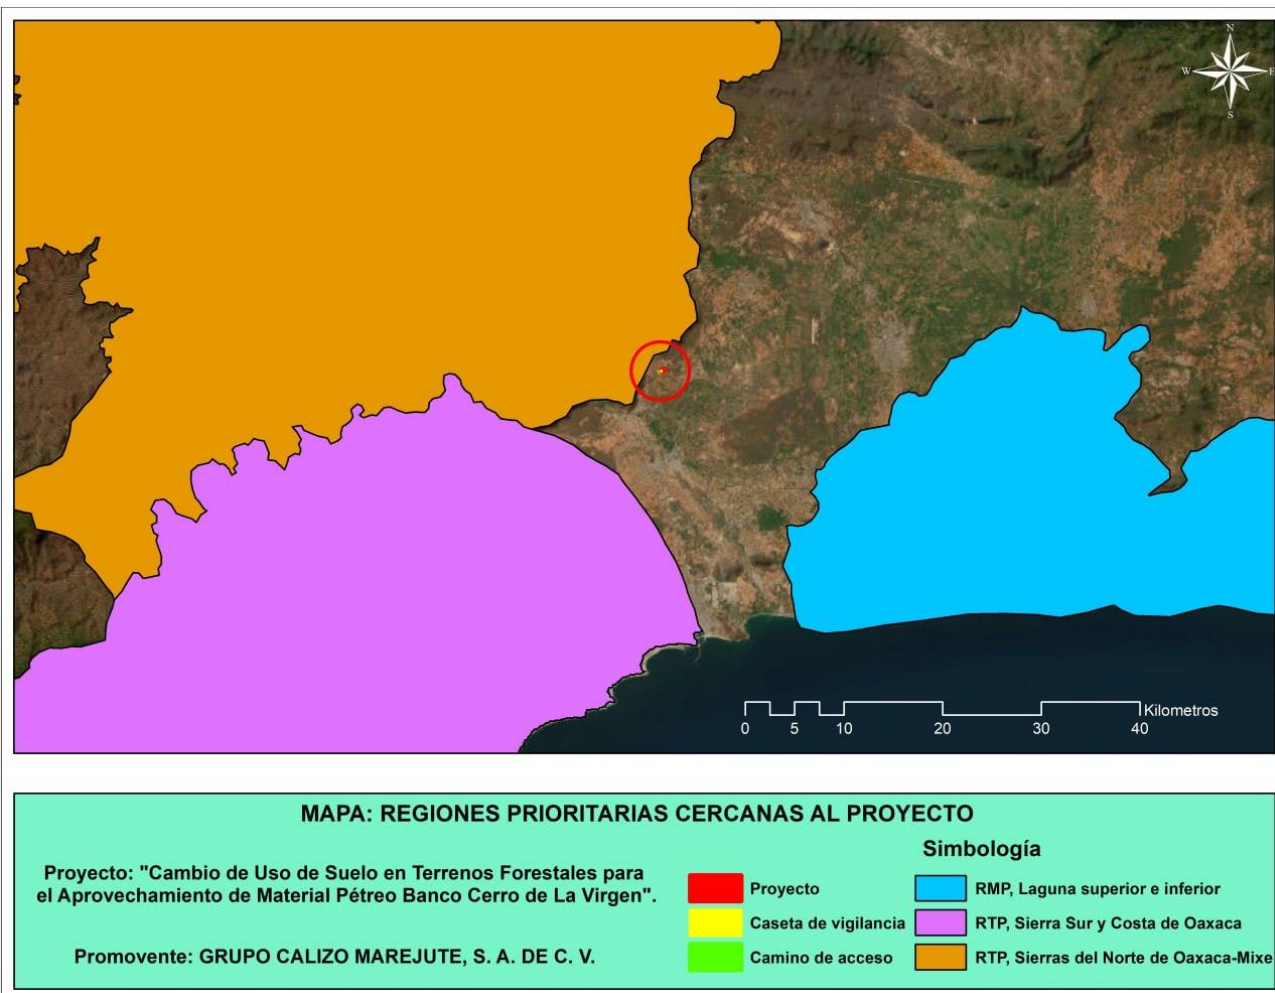 N
W E
S
Kilometros
0 5 10 20 30 40
MAPA: REGIONES PRIORITARIAS CERCANAS AL PROYECTO
Proyecto: "Cambio de Uso de Suelo en Terrenos Forestales para
el Aprovechamiento de Material Pétreo Banco Cerro de La Virgen".
Promovente: GRUPO CALIZO MAREJUTE, S. A. DE C. V.
Simbología
Proyecto
Caseta de vigilancia
Camino de acceso
RMP, Laguna superior e inferior
RTP, Sierra Sur y Costa de Oaxaca
RTP, Sierras del Norte de Oaxaca-Mixe